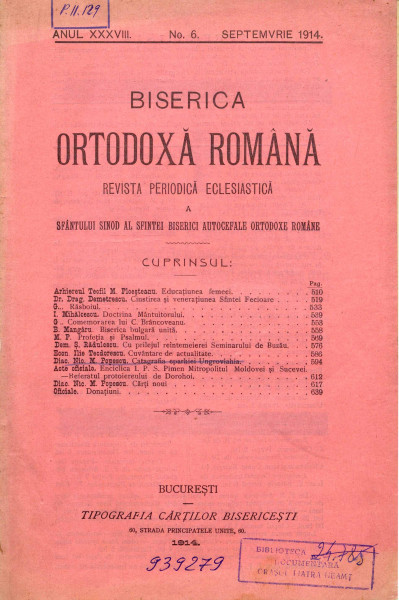 P.II.129
ANUL XXXVIII. No. 6. SEPTEMVRIE 1914.
BISERICA
ORTODOXĂ ROMÂNĂ
REVISTA PERIODICĂ ECLESIASTICĂ
A
SFÂNTULUI SINOD AL SFINTEI BISERICI AUTOCEFALE ORTODOXE ROMÂNE
CUPRINSUL:
Pag.
Arhiereul Teofil M. Ploeșteanu. Educațiunea femeei. 510
Dr. Drag. Demetrescu. Cinstirea și venerațiunea Sfintei Fecioare 519
G.. Răsboiul. 533
I. Mihălcescu. Doctrina Mântuitorului. 539
G. Comemorarea lui C. Brâncoveanu. 553
B. Mangâru. Biserica bulgară unită. 558
M. P. Profeția și Psalmul. 569
Dem. S. Rădulescu. Cu prilejul reîntemeierei Seminarului de Buzău. 576
Econ. Ilie Teodorescu. Cuvântare de actualitate. 586
Diac. Nic. M. Popescu. Catagrafia eparhiei Ungrovlahia. 594
Acte oficiale. Enciclica I. P. S. Pimen Mitropolitul Moldovei și Sucevei.
—Referatul protoiereului de Dorohoi. 612
Diac. Nic. M. Popescu. Cărți noui 617
Oficiale. Donațiuni. 639
BUCUREȘTI
TIPOGRAFIA CĂRȚILOR BISERICEȘTI
60, STRADA PRINCIPATELE UNITE, 60.
1914.
939279
BIBLIOTECA
DOCUMENTARĂ
ORAȘUL PIATRA NEAMȚ